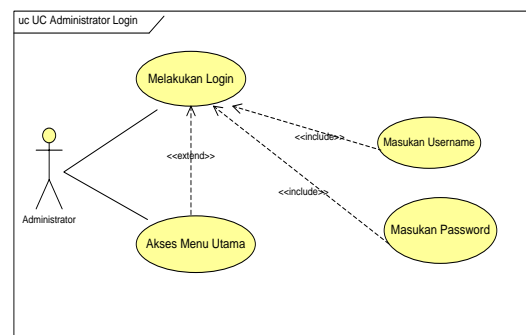 uc UC Administrator Login
Melakukan Login
<<include>>
Masukan Username
<<extend>>
<<include>>
Administrator
Akses Menu Utama
Masukan Password